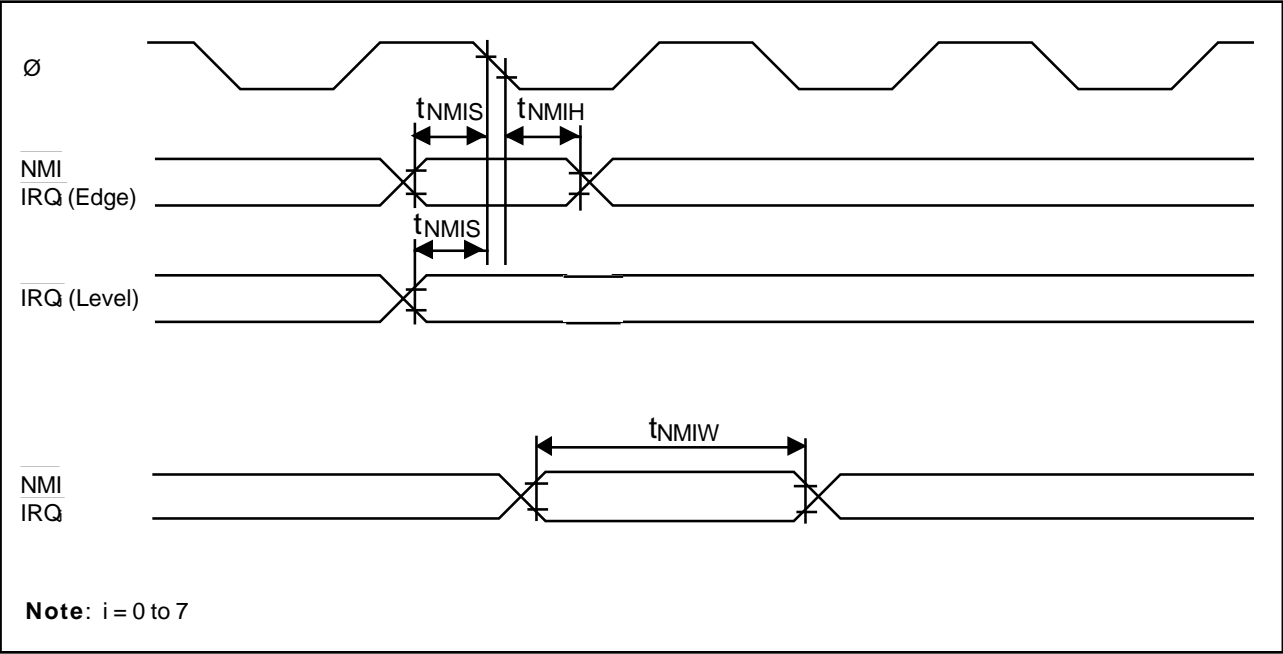 Ø
tNMIS
tNMIH
NMI
IRQi (Edge)
tNMIS
IRQi (Level)
tNMIW
NMI
IRQi
Note: i = 0 to 7